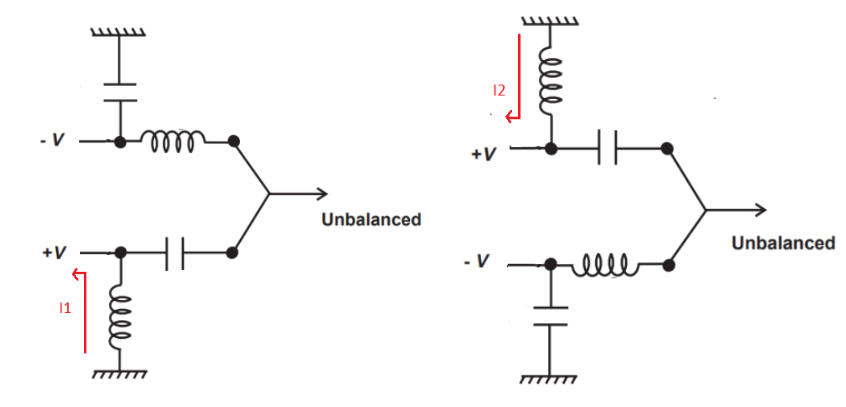 - V
+V
I1
Unbalanced
I2
+V
- V
Unbalanced